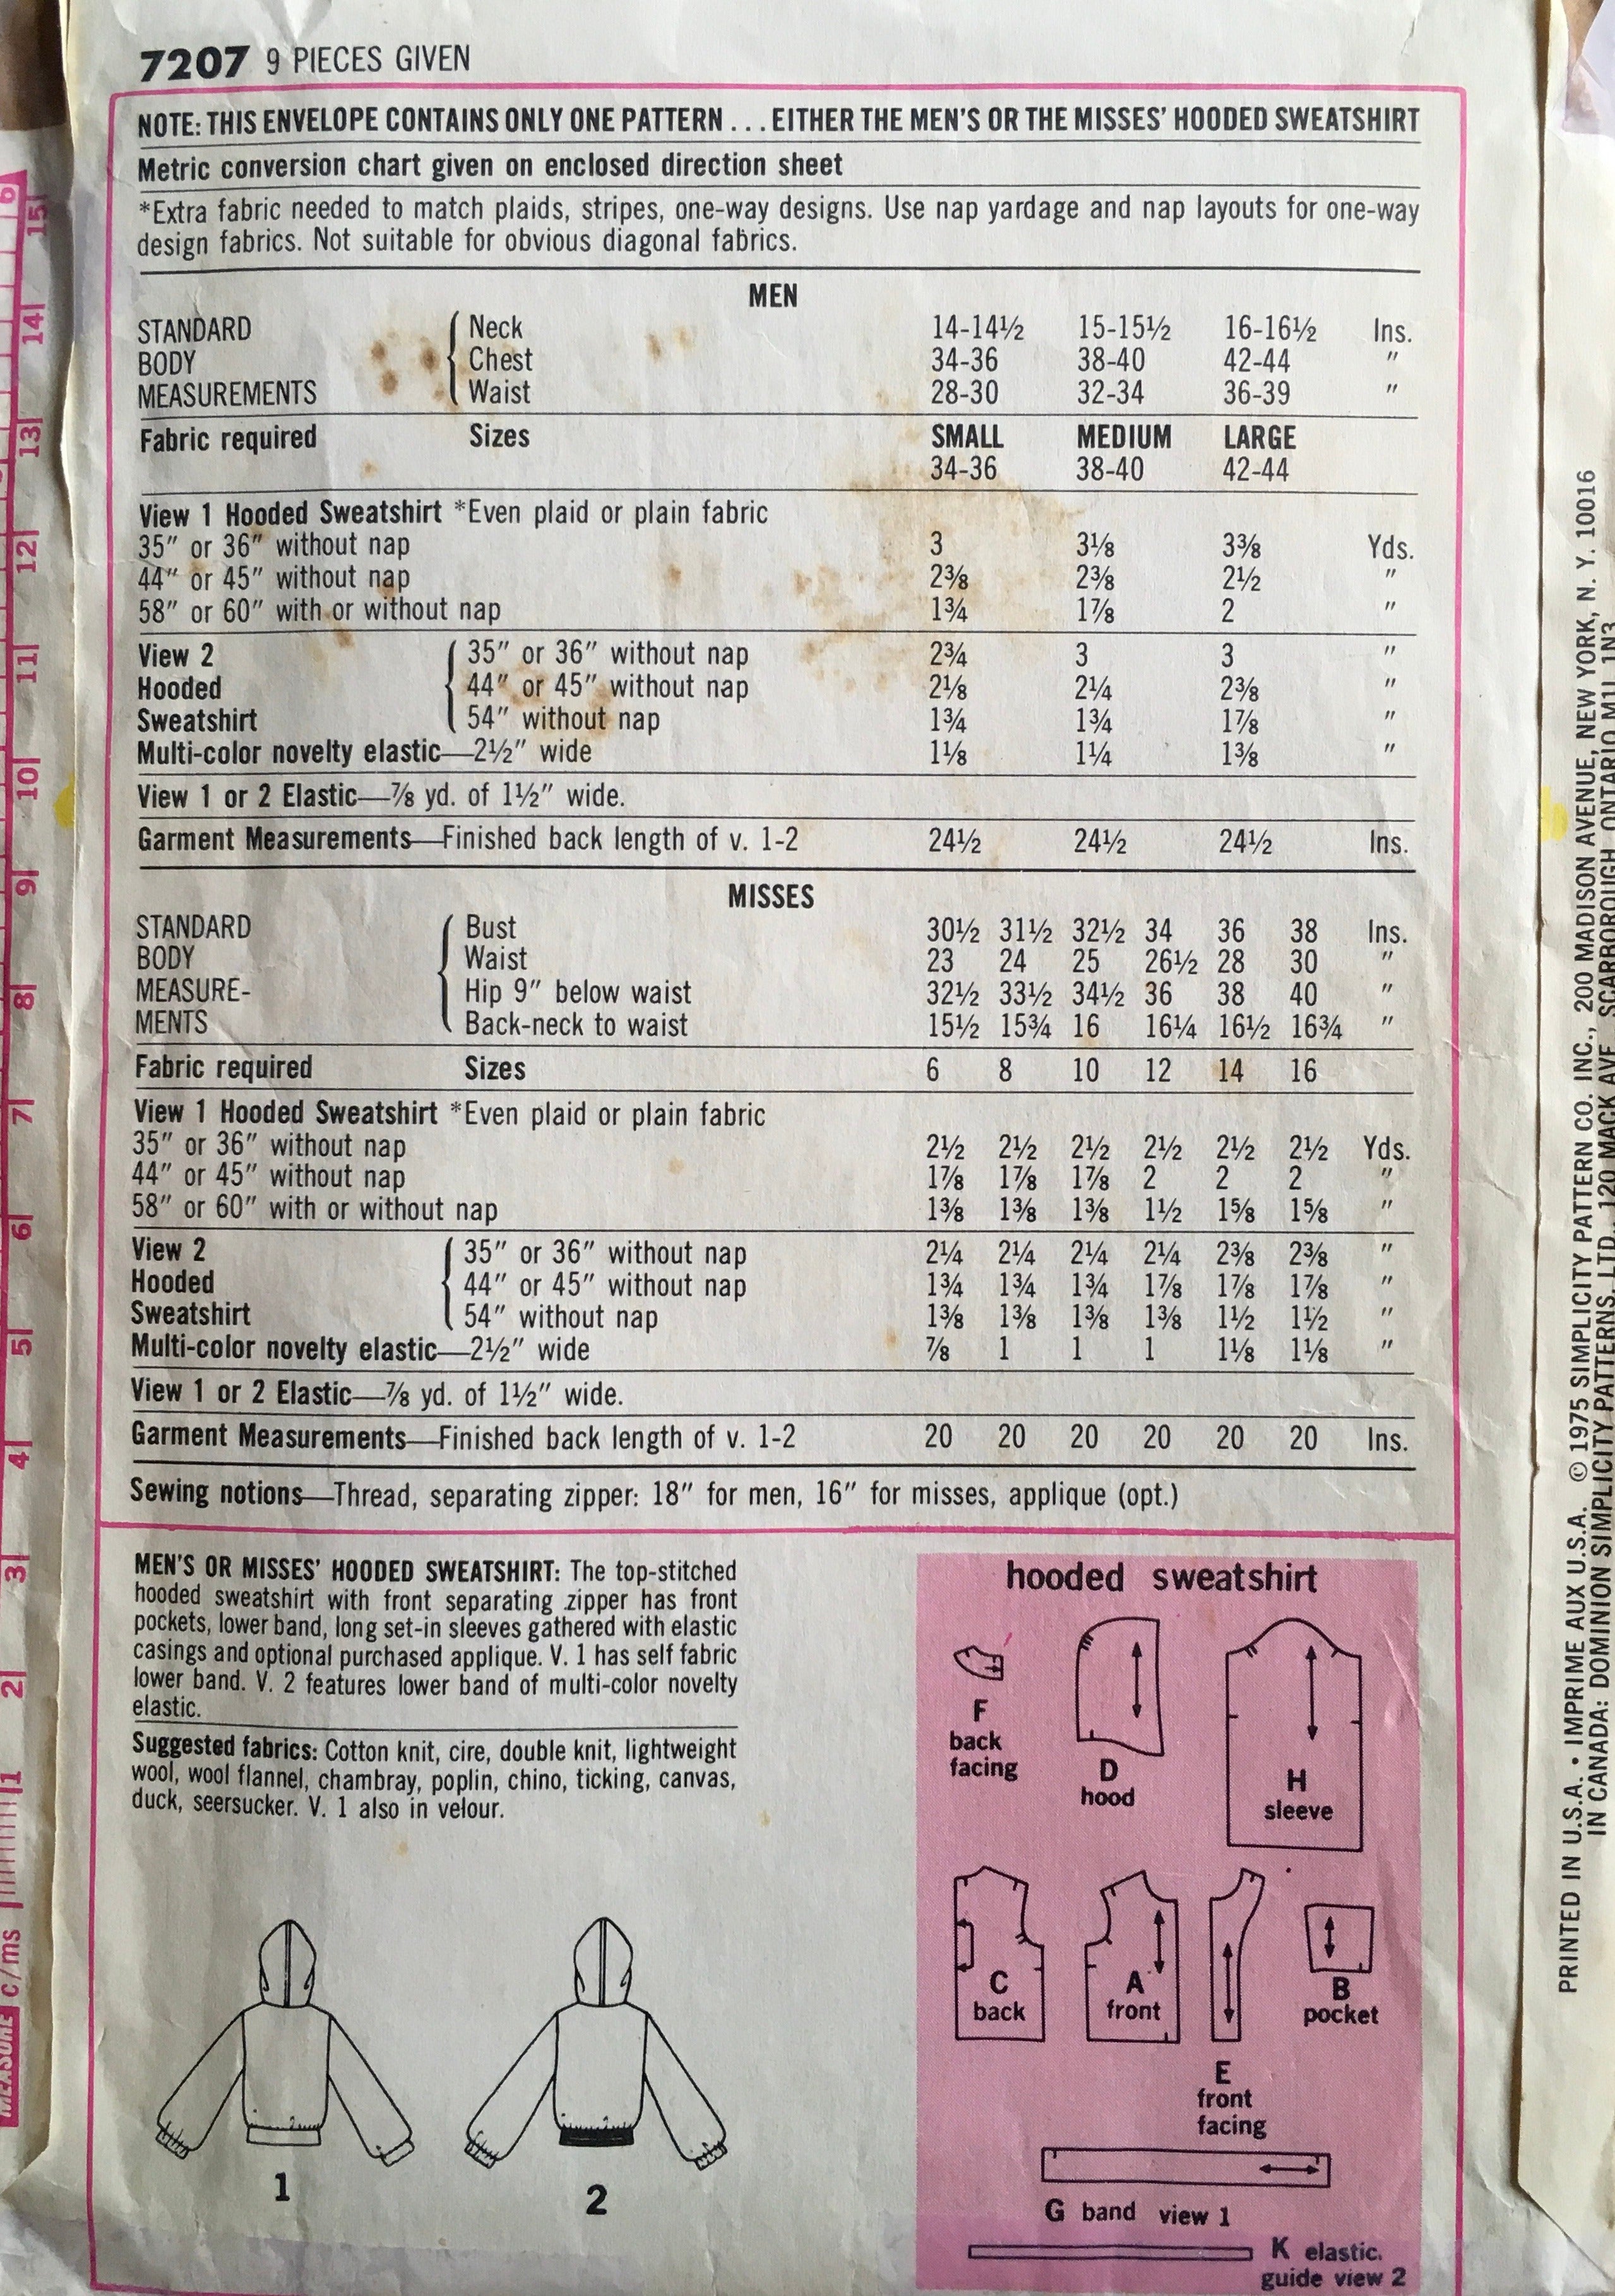 7207 9 PIECES GIVEN
NOTE: THIS ENVELOPE CONTAINS ONLY ONE PATTERN . . . EITHER THE MEN'S OR THE MISSES' HOODED SWEATSHIRT
Metric conversion chart given on enclosed direction sheet
*Extra fabric needed to match plaids, stripes, one-way designs. Use nap yardage and nap layouts for one-way
design fabrics. Not suitable for obvious diagonal fabrics.
MEN
STANDARD Neck 14-14½ 15-15½ 16-16½ Ins.
BODY Chest 34-36 38-40 42-44 "
MEASUREMENTS Waist 28-30 32-34 36-39 "
Fabric required Sizes SMALL MEDIUM LARGE
34-36 38-40 42-44
View 1 Hooded Sweatshirt *Even plaid or plain fabric
35" or 36" without nap 3 3⅛ 3⅜ Yds.
44" or 45" without nap 2⅜ 2⅜ 2½ "
58" or 60" with or without nap 1¾ 1⅞ 2 "
View 2 35" or 36" without nap 2¾ 3 3 "
Hooded 44" or 45" without nap 2⅛ 2¼ 2⅜ "
Sweatshirt 54" without nap 1¾ 1¾ 1⅞ "
Multi-color novelty elastic—2½" wide 1⅛ 1¼ 1⅜ "
View 1 or 2 Elastic—⅞ yd. of 1½" wide.
Garment Measurements—Finished back length of v. 1-2 24½ 24½ 24½ Ins.
MISSES
STANDARD Bust 30½ 31½ 32½ 34 36 38 Ins.
BODY Waist 23 24 25 26½ 28 30 "
MEASURE- Hip 9" below waist 32½ 33½ 34½ 36 38 40 "
MENTS Back-neck to waist 15½ 15¾ 16 16¼ 16½ 16¾ "
Fabric required Sizes 6 8 10 12 14 16
View 1 Hooded Sweatshirt *Even plaid or plain fabric
35" or 36" without nap 2½ 2½ 2½ 2½ 2½ 2½ Yds.
44" or 45" without nap 1⅞ 1⅞ 1⅞ 2 2 2 "
58" or 60" with or without nap 1⅜ 1⅜ 1⅜ 1½ 1⅝ 1⅝ "
View 2 35" or 36" without nap 2¼ 2¼ 2¼ 2¼ 2⅜ 2⅜ "
Hooded 44" or 45" without nap 1¾ 1¾ 1¾ 1⅞ 1⅞ 1⅞ "
Sweatshirt 54" without nap 1⅜ 1⅜ 1⅜ 1⅜ 1½ 1½ "
Multi-color novelty elastic—2½" wide ⅞ 1 1 1 1⅛ 1⅛ "
View 1 or 2 Elastic—⅞ yd. of 1½" wide.
Garment Measurements—Finished back length of v. 1-2 20 20 20 20 20 20 Ins.
Sewing notions—Thread, separating zipper: 18" for men, 16" for misses, applique (opt.)
MEN'S OR MISSES' HOODED SWEATSHIRT: The top-stitched
hooded sweatshirt with front separating zipper has front
pockets, lower band, long set-in sleeves gathered with elastic
casings and optional purchased applique. V. 1 has self fabric
lower band. V. 2 features lower band of multi-color novelty
elastic.
Suggested fabrics: Cotton knit, cire, double knit, lightweight
wool, wool flannel, chambray, poplin, chino, ticking, canvas,
duck, seersucker. V. 1 also in velour.
1
2
hooded sweatshirt
F
back
facing
D
hood
H
sleeve
C
back
A
front
B
pocket
E
front
facing
G band view 1
K elastic.
guide view 2
PRINTED IN U.S.A. • IMPRIME AUX U.S.A. © 1975 SIMPLICITY PATTERN CO. INC., 200 MADISON AVENUE, NEW YORK, N. Y. 10016
IN CANADA: DOMINION SIMPLICITY PATTERNS, LTD., 120 MACK AVE. SCARBOROUGH, ONTARIO M1L 1N3
15
14
13
12
11
10
9
8
7
6
5
4
3
2
1
c/ms
MEASURE